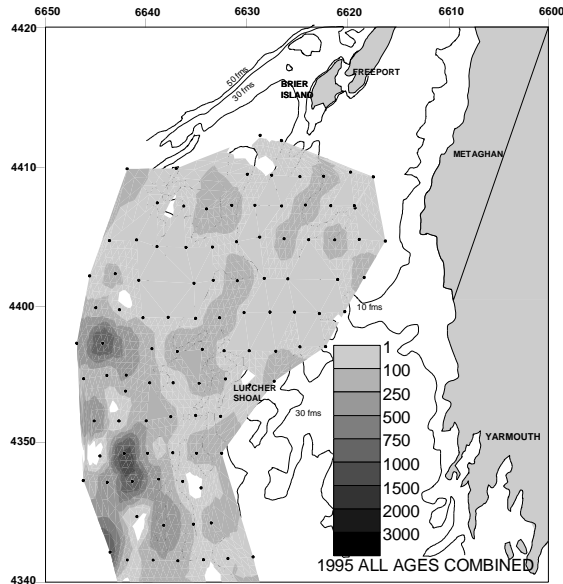 6650 6640 6630 6620 6610 6600
4420
50 fms
30 fms
BRIER
ISLAND
FREEPORT
METAGHAN
4410
4400
10 fms
1
100
250
500
750
1000
1500
2000
3000
LURCHER
SHOAL
30 fms
YARMOUTH
4350
4340
1995 ALL AGES COMBINED